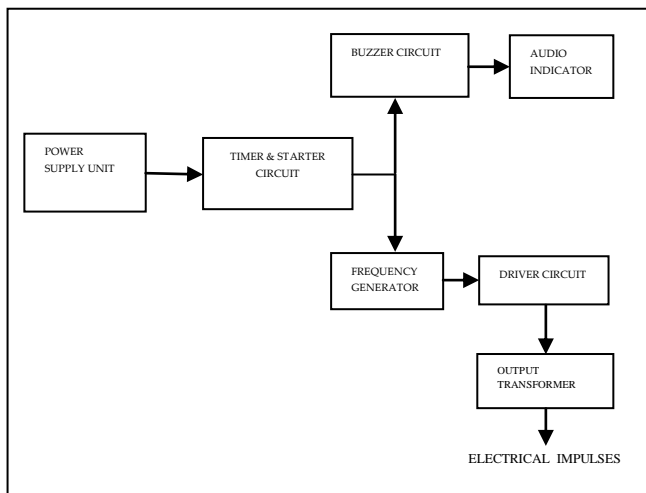 BUZZER CIRCUIT
AUDIO
INDICATOR
POWER
SUPPLY UNIT
TIMER & STARTER
CIRCUIT
FREQUENCY
GENERATOR
DRIVER CIRCUIT
OUTPUT
TRANSFORMER
ELECTRICAL IMPULSES